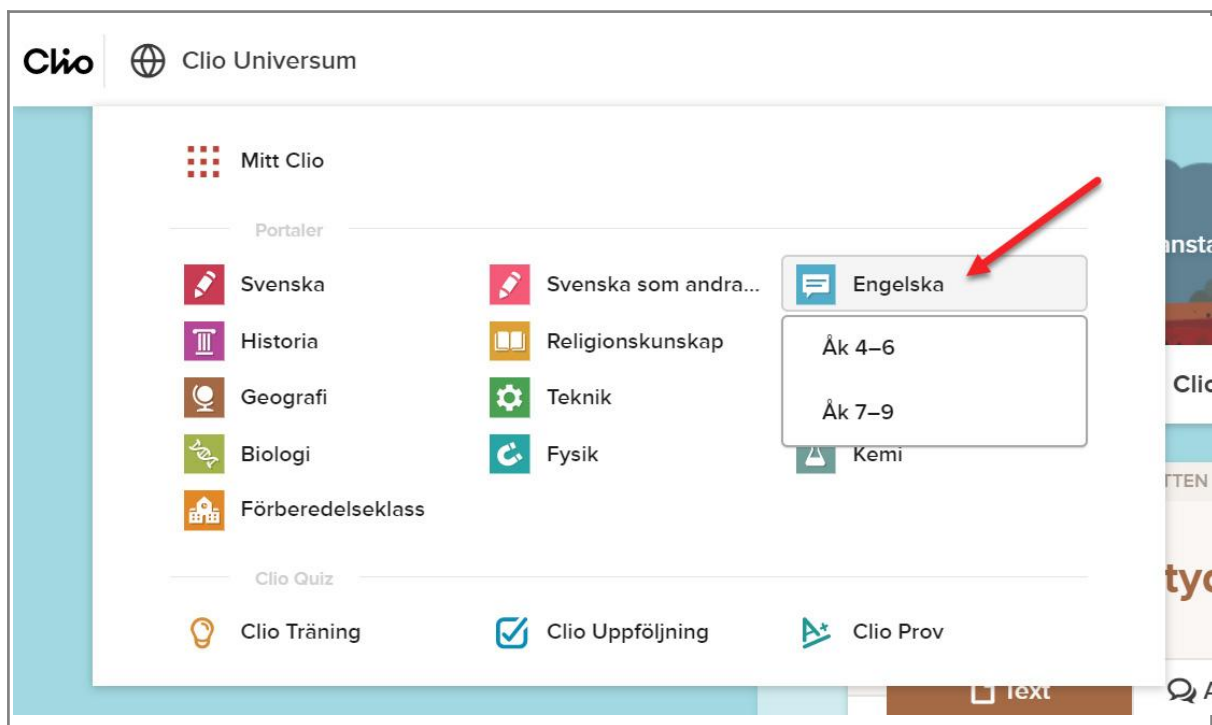 Clio Clio Universum
Mitt Clio
Portaler
Svenska
Svenska som andra...
Engelska
Historia
Religionskunskap
Åk 4–6
Geografi
Teknik
Åk 7–9
Biologi
Fysik
Kemi
Förberedelseklass
Clio Quiz
Clio Träning
Clio Uppföljning
Clio Prov
Text